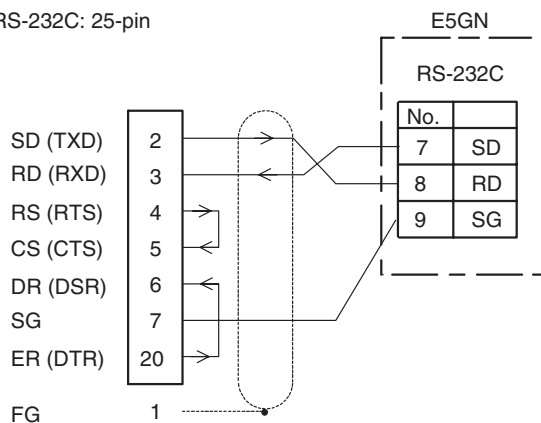 RS-232C: 25-pin
E5GN
RS-232C
No.
SD (TXD) 2
7 SD
RD (RXD) 3
8 RD
RS (RTS) 4
9 SG
CS (CTS) 5
DR (DSR) 6
SG 7
ER (DTR) 20
FG 1